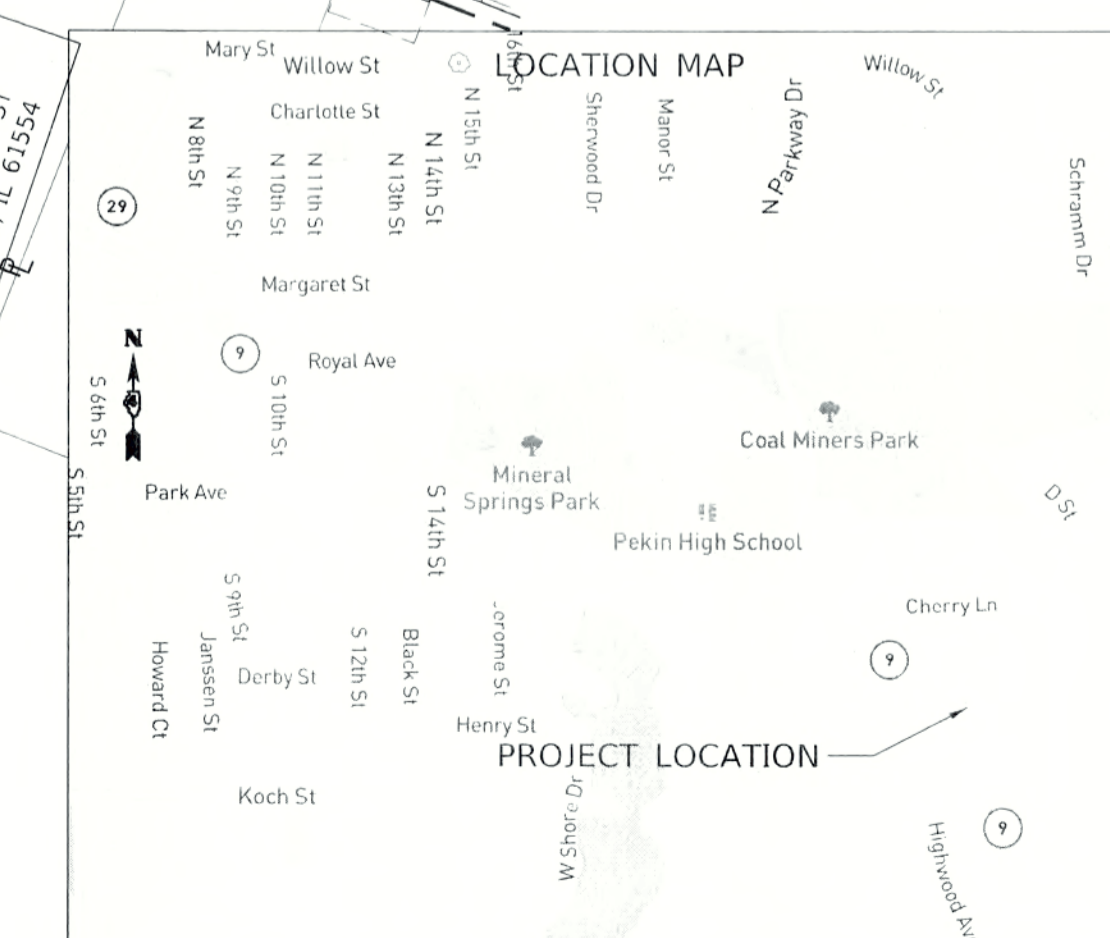 Mary St
Willow St
LOCATION MAP
16th St
Willow St
Charlotte St
N 8th St
N 9th St
N 10th St
N 11th St
N 13th St
N 14th St
N 15th St
Sherwood Dr
Manor St
N Parkway Dr
Schramm Dr
IL 61554
PL
29
Margaret St
N
9
Royal Ave
S 6th St
S 10th St
Coal Miners Park
Mineral
Springs Park
S 5th St
Park Ave
S 14th St
Pekin High School
D St
S 9th St
Cherry Ln
9
Howard Ct
Janssen St
Derby St
S 12th St
Black St
erome St
Henry St
PROJECT LOCATION
Koch St
W Shore Dr
9
Highwood Av